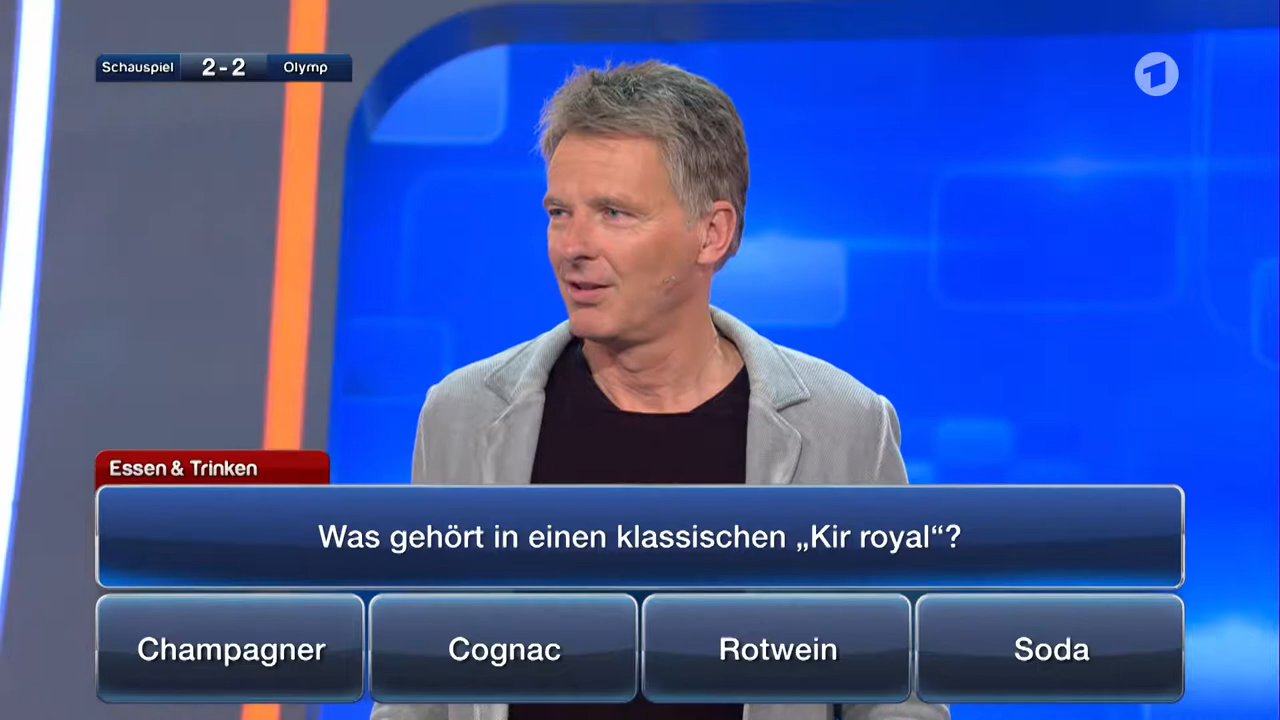 Schauspiel 2-2 Olymp
1
Essen & Trinken
Was gehört in einen klassischen „Kir royal“?
Champagner
Cognac
Rotwein
Soda